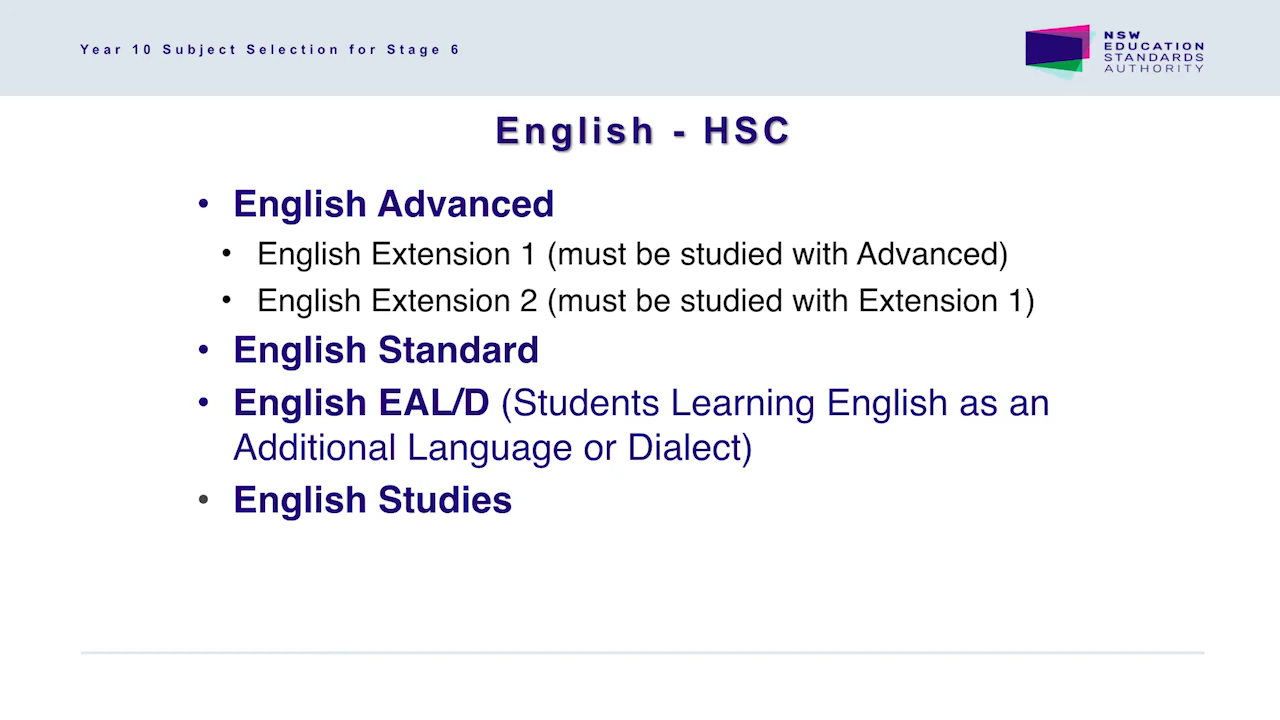 Year 10 Subject Selection for Stage 6
NSW
EDUCATION
STANDARDS
AUTHORITY
English - HSC
• English Advanced
• English Extension 1 (must be studied with Advanced)
• English Extension 2 (must be studied with Extension 1)
• English Standard
• English EAL/D (Students Learning English as an
Additional Language or Dialect)
• English Studies